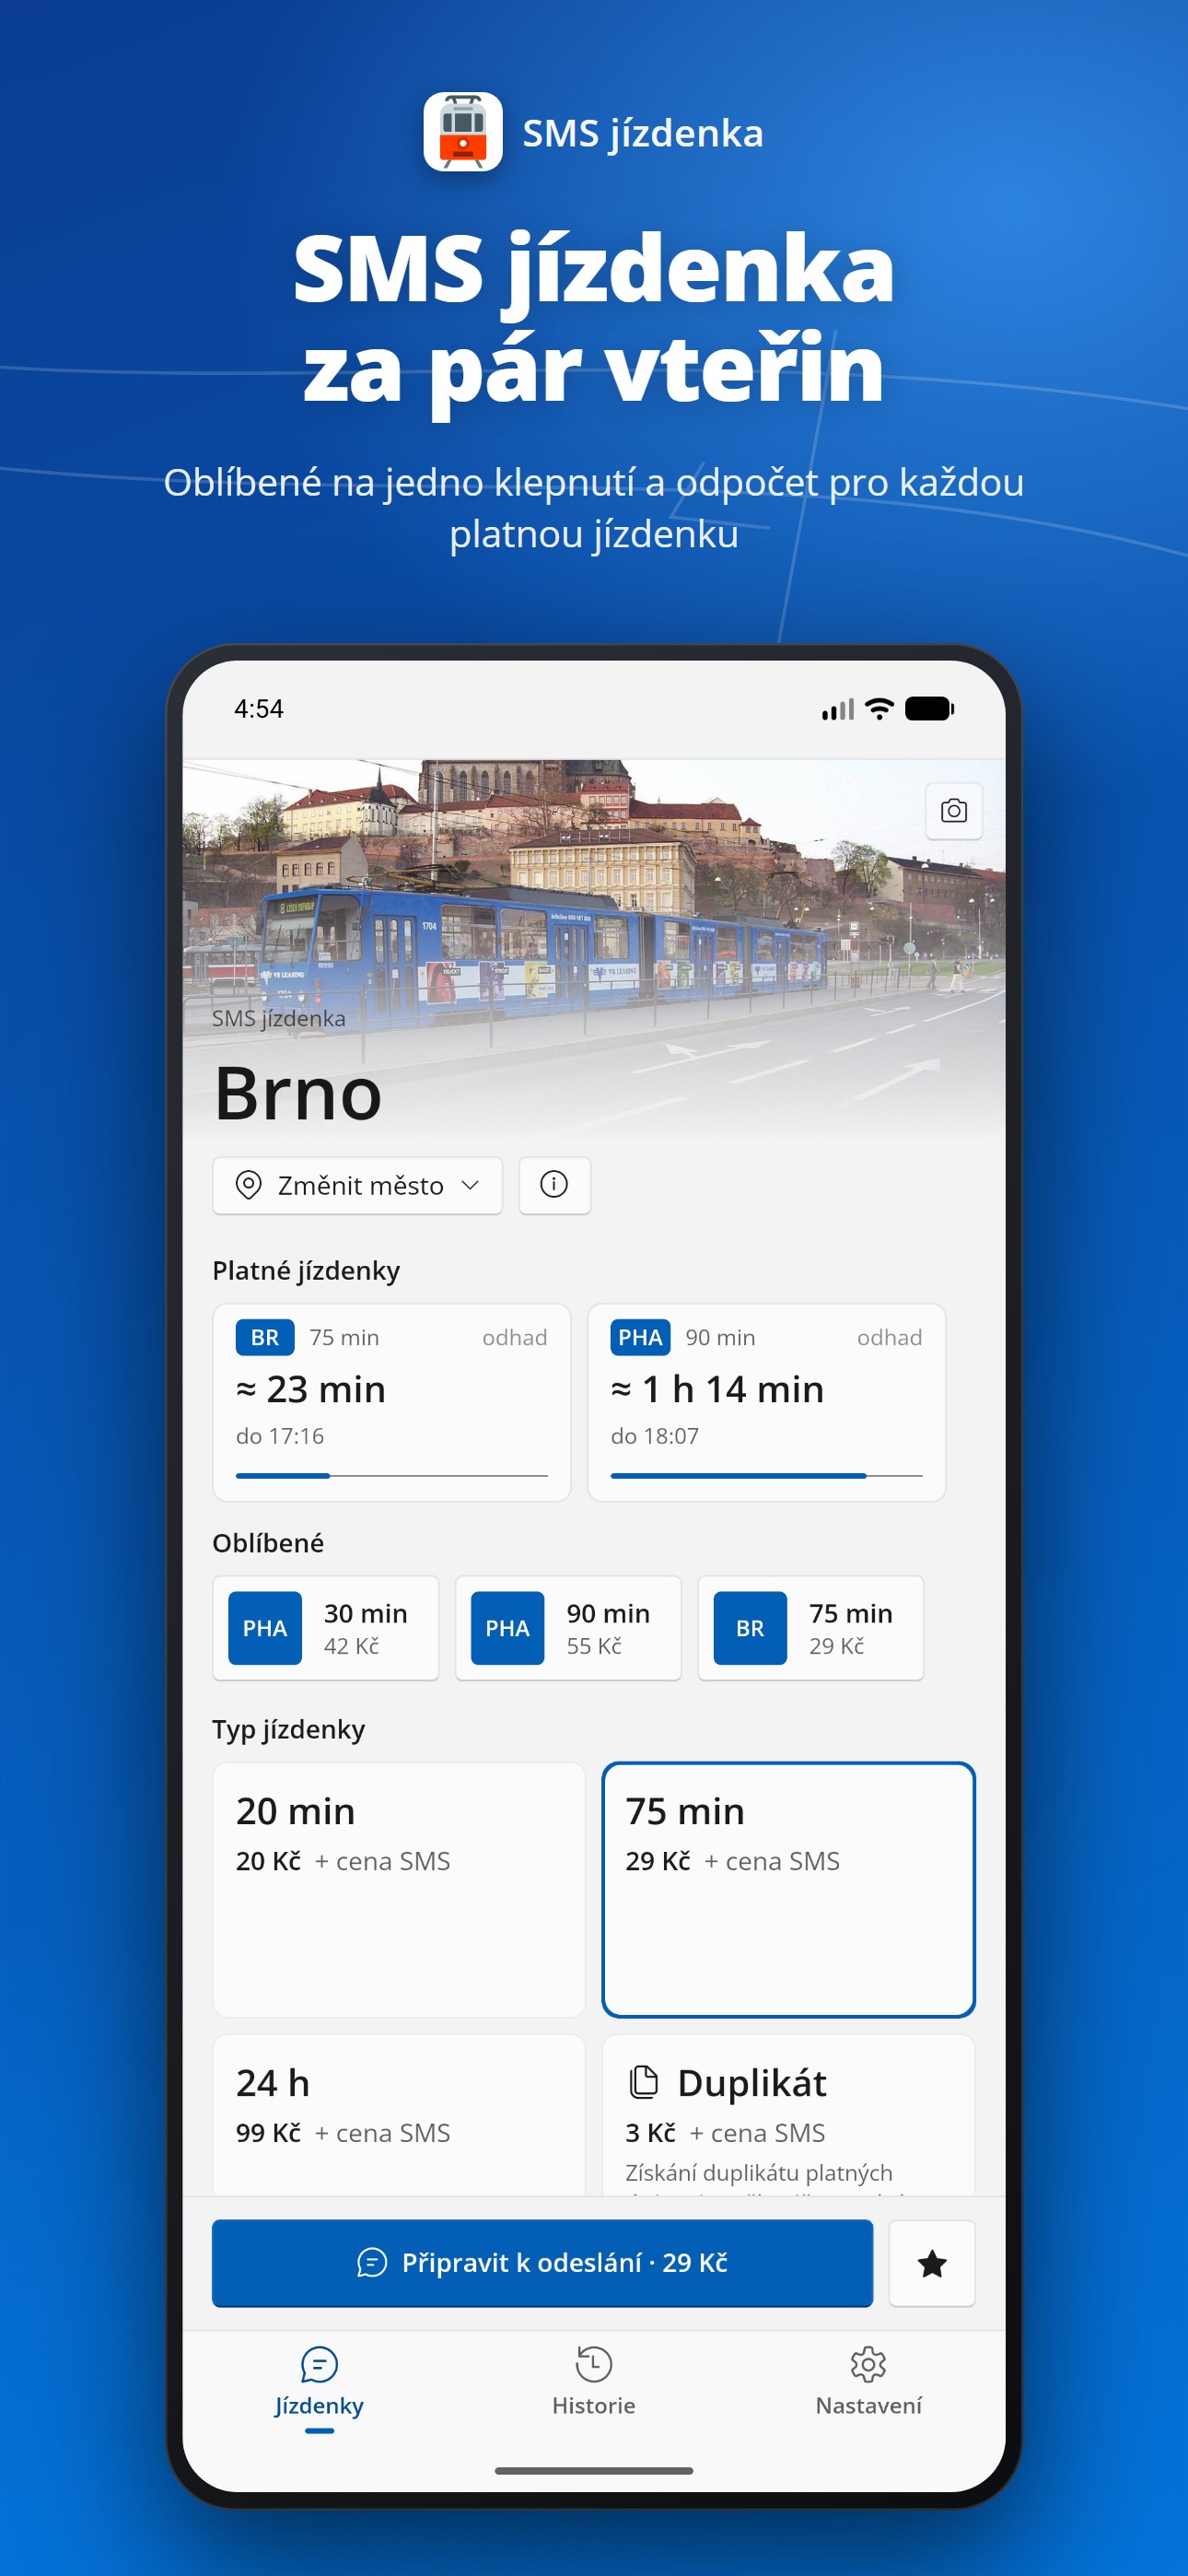 SMS jízdenka
SMS jízdenka
za pár vteřin
Oblíbené na jedno klepnutí a odpočet pro každou
platnou jízdenku
4:54
1704
VB LEASING
SMS jízdenka
Brno
Změnit město
Platné jízdenky
BR 75 min odhad
≈ 23 min
do 17:16
PHA 90 min odhad
≈ 1 h 14 min
do 18:07
Oblíbené
PHA 30 min
42 Kč
PHA 90 min
55 Kč
BR 75 min
29 Kč
Typ jízdenky
20 min
20 Kč + cena SMS
75 min
29 Kč + cena SMS
24 h
99 Kč + cena SMS
Duplikát
3 Kč + cena SMS
Získání duplikátu platných
Připravit k odeslání · 29 Kč
Jízdenky
Historie
Nastavení